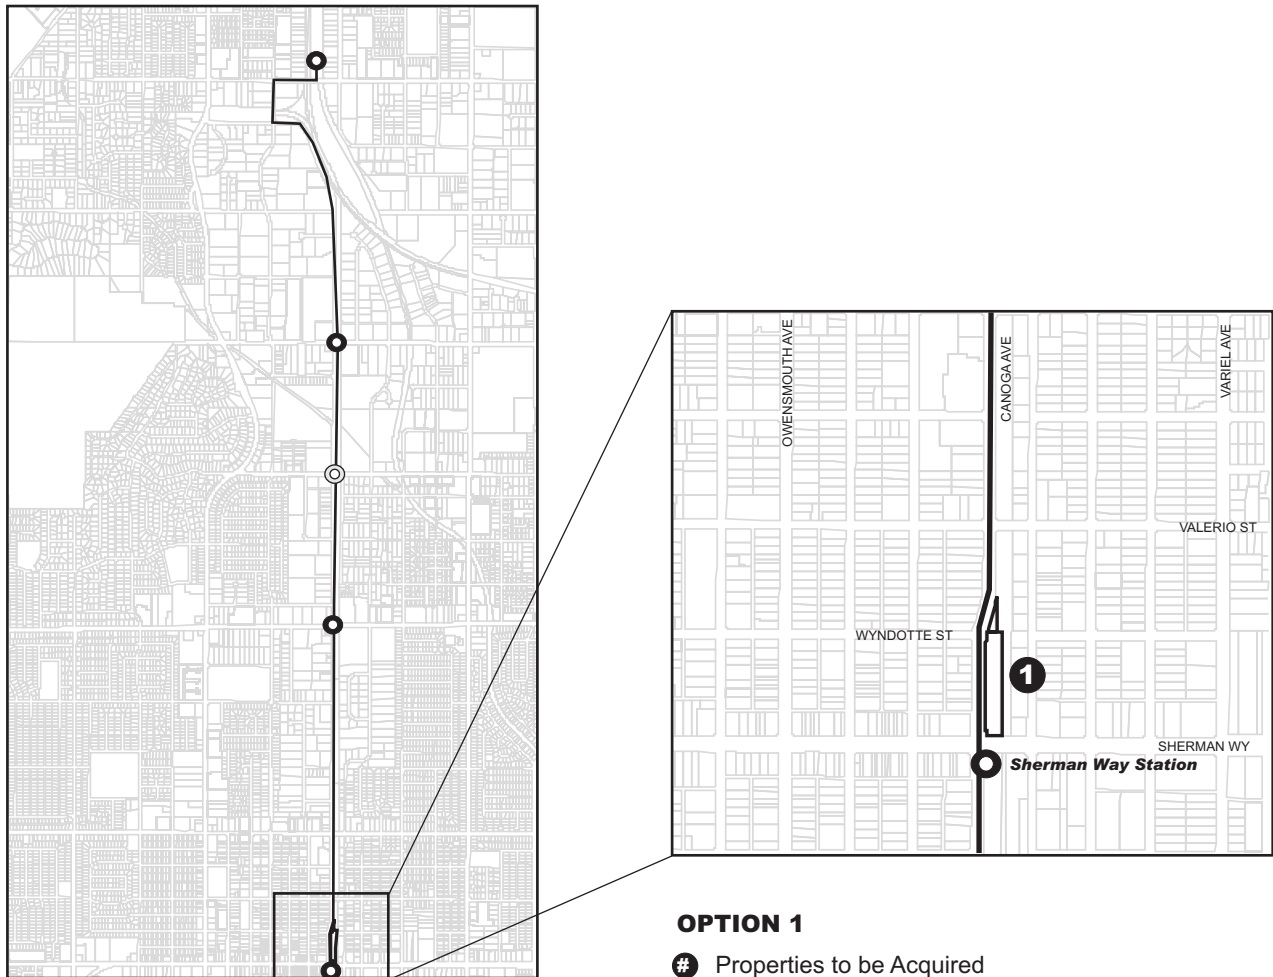 OWENSMOUTH AVE
CANOGA AVE
VARIEL AVE
VALERIO ST
WYNDOTTE ST
1
SHERMAN WY
Sherman Way Station
OPTION 1
# Properties to be Acquired